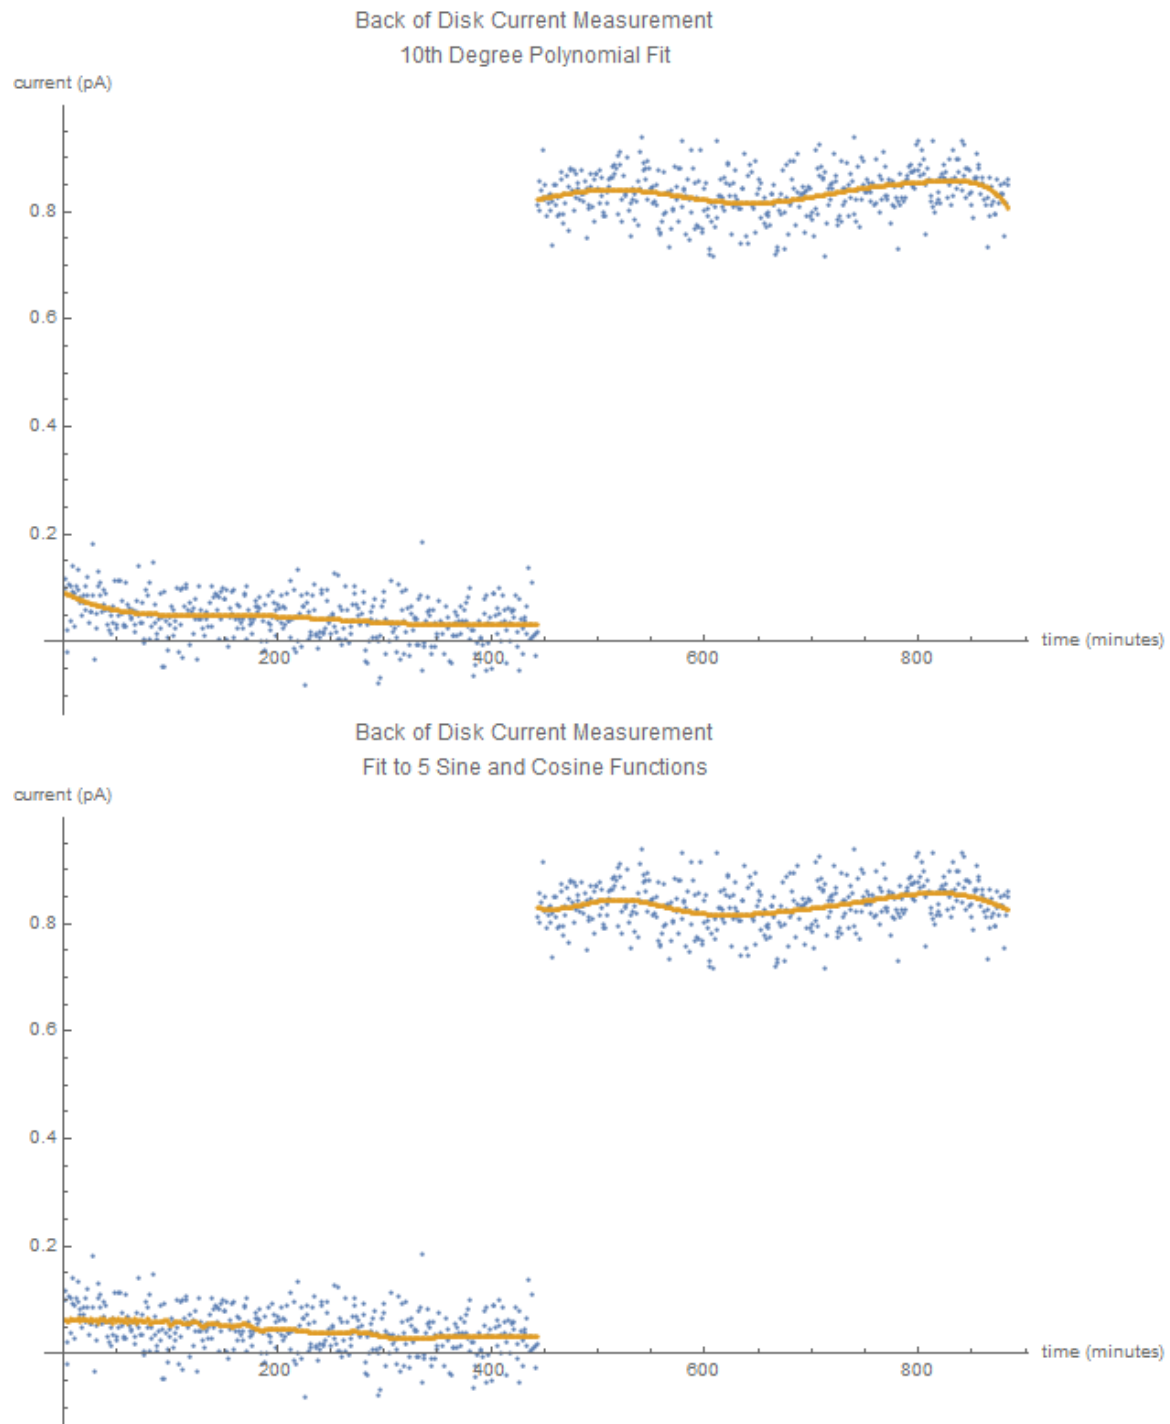 Back of Disk Current Measurement
10th Degree Polynomial Fit
current (pA)
0.8
0.6
0.4
0.2
time (minutes)
200
400
600
800
Back of Disk Current Measurement
Fit to 5 Sine and Cosine Functions
current (pA)
0.8
0.6
0.4
0.2
time (minutes)
200
400
600
800